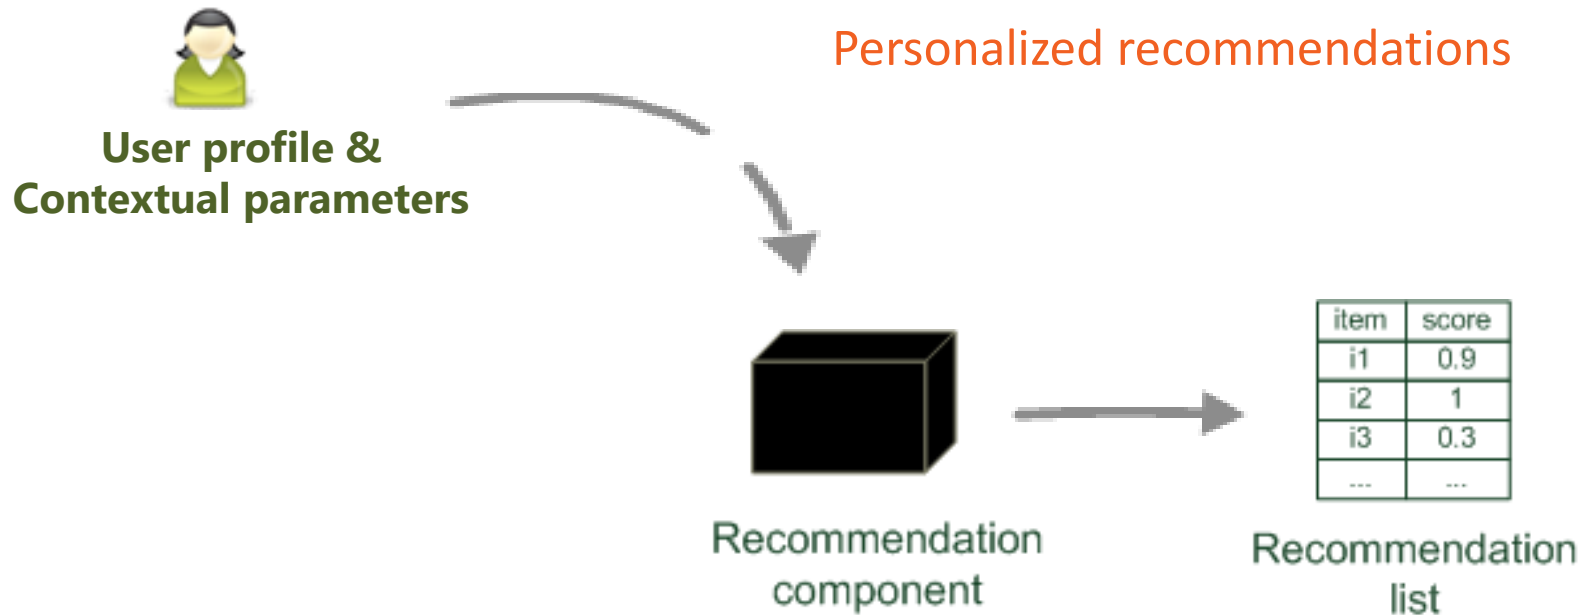 Personalized recommendations
User profile &
Contextual parameters
item score
i1 0.9
i2 1
i3 0.3
... ...
Recommendation
component
Recommendation
list